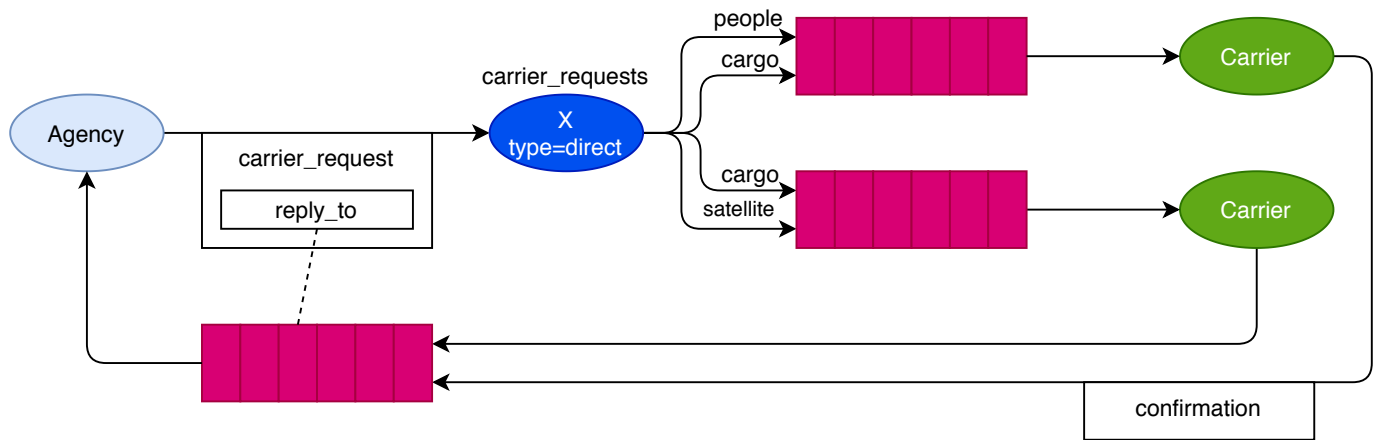 people
cargo
Carrier
carrier_requests
X
type=direct
Agency
carrier_request
reply_to
cargo
satellite
Carrier
confirmation